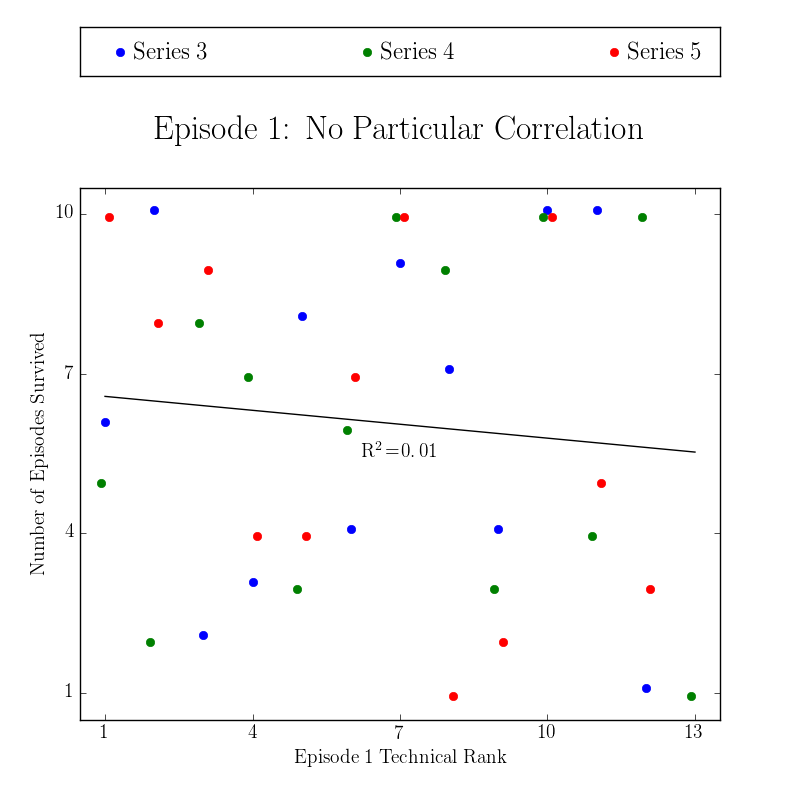 Series 3 Series 4 Series 5
Episode 1: No Particular Correlation
10
7
4
1
Number of Episodes Survived
R²=0.01
1 4 7 10 13
Episode 1 Technical Rank